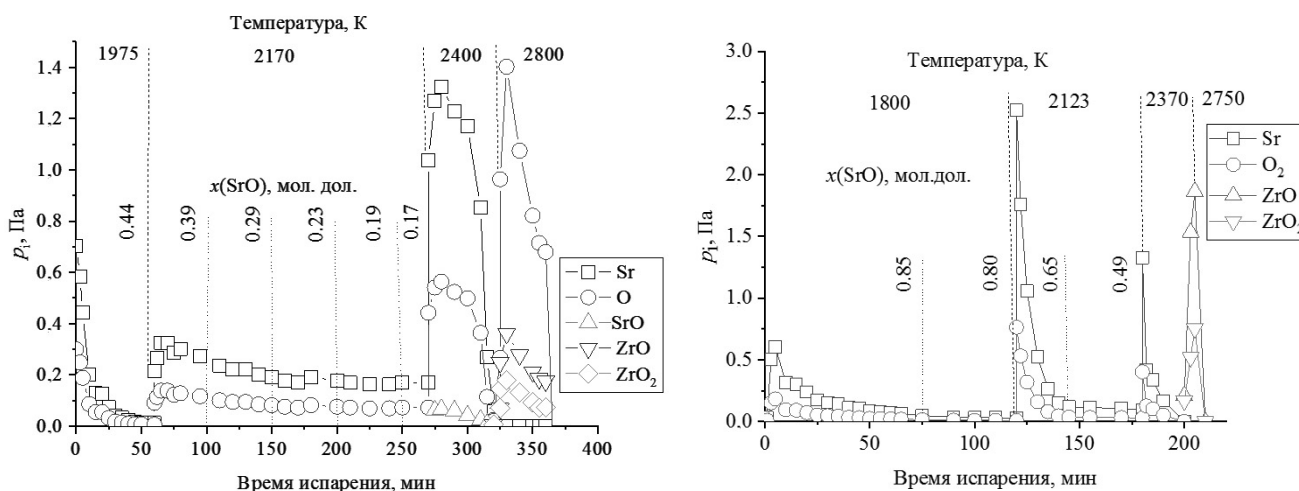 Температура, К
1975
2170
2400
2800
1.4
1.2
1.0
0.8
0.6
0.4
0.2
0.0
pi, Па
x(SrO), мол. дол.
0.44
0.39
0.29
0.23
0.19
0.17
Sr
O
SrO
ZrO
ZrO2
0 50 100 150 200 250 300 350 400
Время испарения, мин
Температура, К
1800
2123
2370
2750
3.0
2.5
2.0
1.5
1.0
0.5
0.0
pi, Па
x(SrO), мол.дол.
0.85
0.80
0.65
0.49
Sr
O2
ZrO
ZrO2
0 50 100 150 200
Время испарения, мин